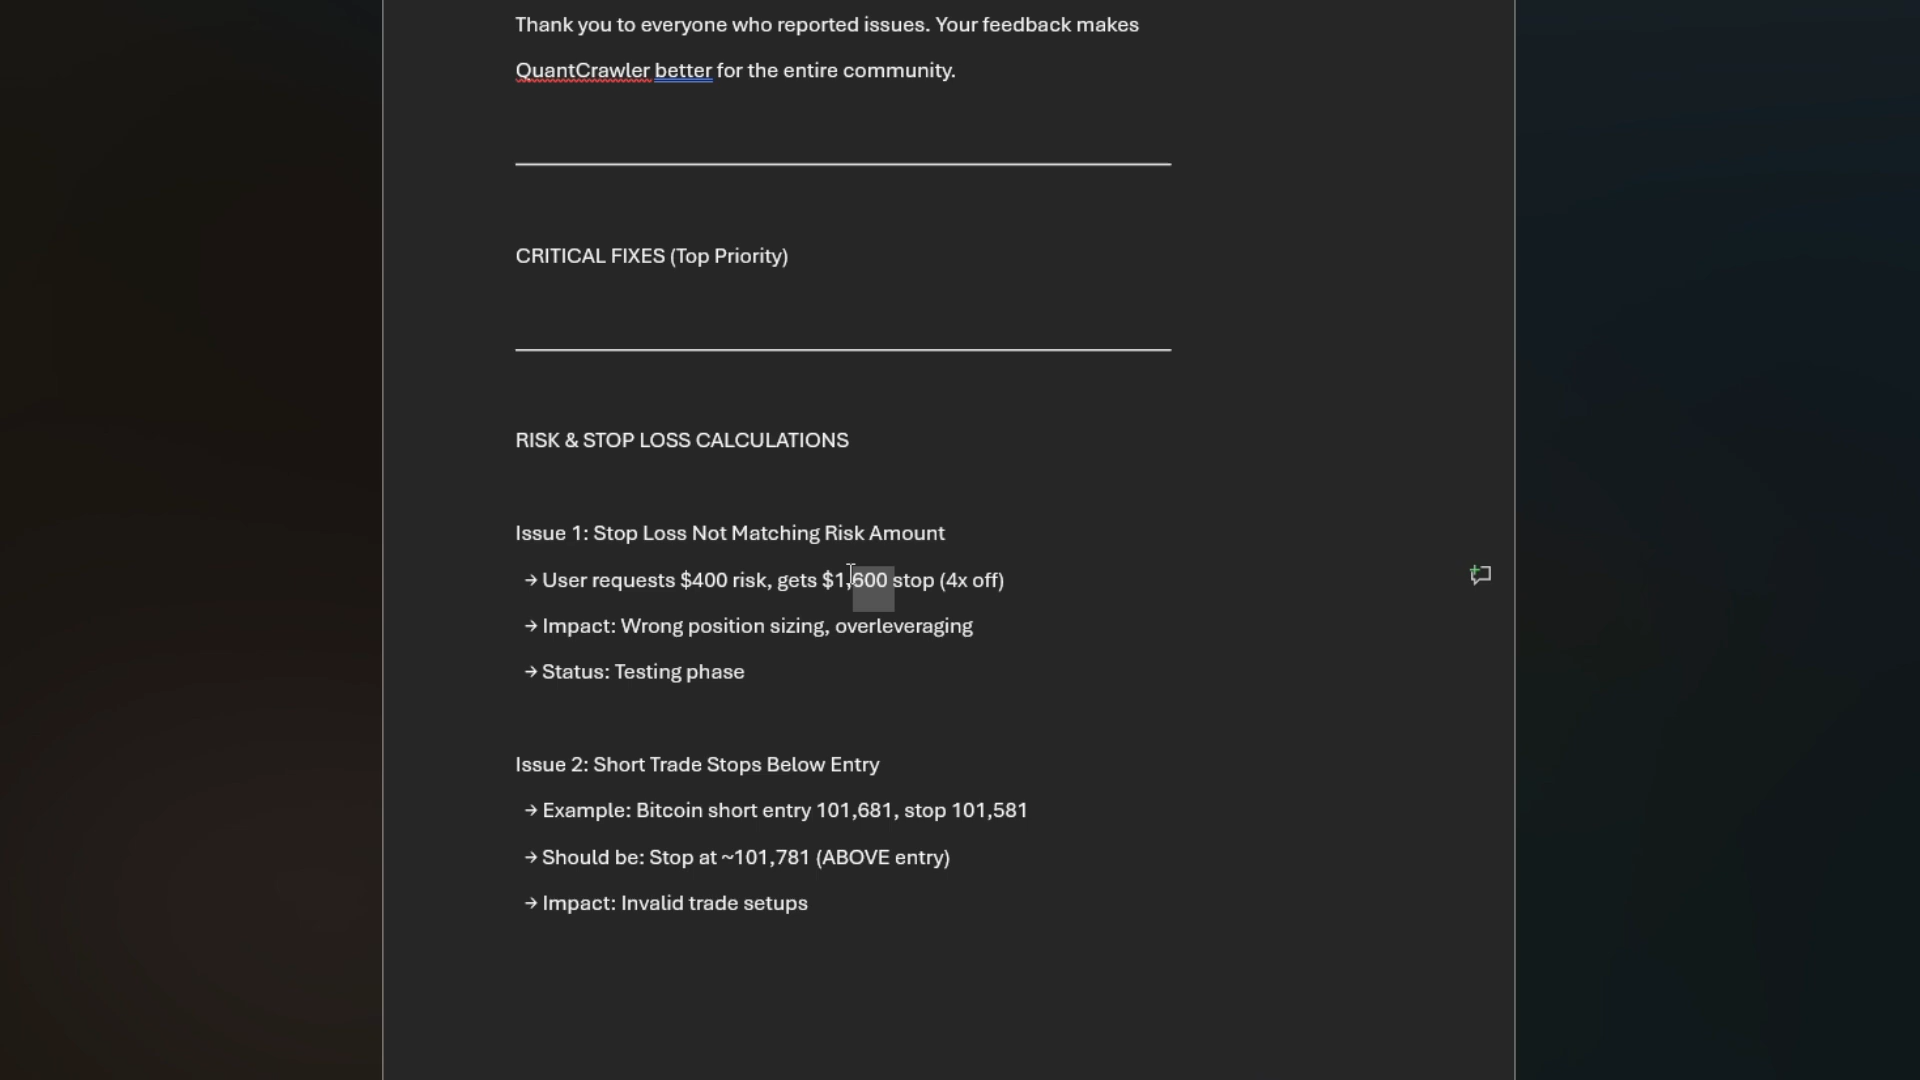 Thank you to everyone who reported issues. Your feedback makes
QuantCrawler better for the entire community.
CRITICAL FIXES (Top Priority)
RISK & STOP LOSS CALCULATIONS
Issue 1: Stop Loss Not Matching Risk Amount
→ User requests $400 risk, gets $1,600 stop (4x off)
→ Impact: Wrong position sizing, overleveraging
→ Status: Testing phase
Issue 2: Short Trade Stops Below Entry
→ Example: Bitcoin short entry 101,681, stop 101,581
→ Should be: Stop at ~101,781 (ABOVE entry)
→ Impact: Invalid trade setups